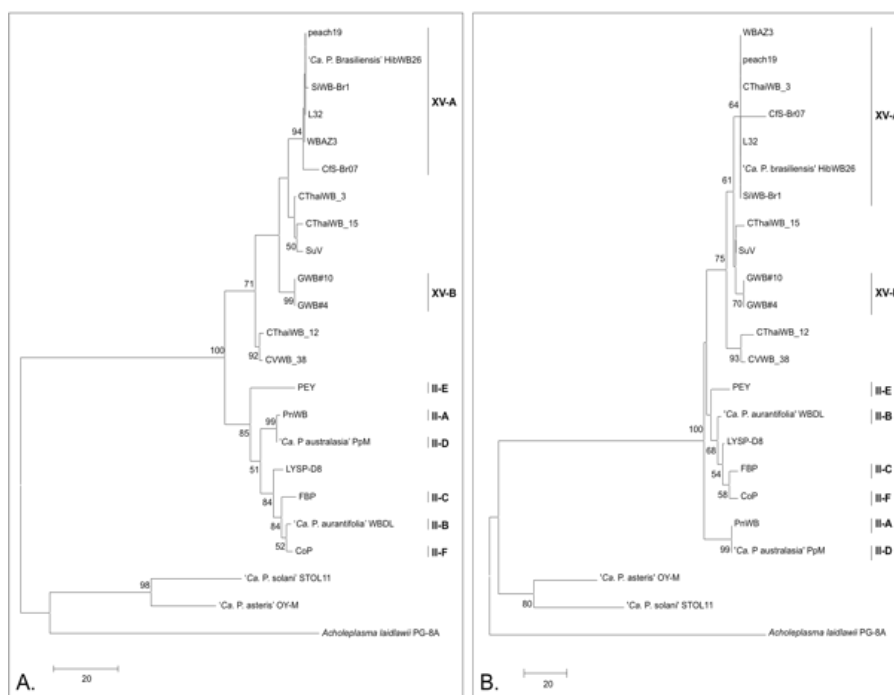 peach19
'Ca. P. Brasiliensis' HibWB26
SiWB-Br1
L32
94
WBAZ3
XV-A
CfS-Br07
CThaiWB_3
CThaiWB_15
50
SuV
71
GWB#10
99
GWB#4
XV-B
CThaiWB_12
92
CVWB_38
100
PEY
II-E
85
PnWB
II-A
99
'Ca. P australasia' PpM
II-D
51
LYSP-D8
84
FBP
II-C
84
'Ca. P. aurantifolia' WBDL
II-B
52
CoP
II-F
'Ca. P. solani' STOL11
98
'Ca. P. asteris' OY-M
Acholeplasma laidlawii PG-8A
20
A.
WBAZ3
peach19
CThaiWB_3
64
CfS-Br07
XV-
L32
'Ca. P. brasiliensis' HibWB26
61
SiWB-Br1
CThaiWB_15
75
SuV
GWB#10
70
GWB#4
XV-
CThaiWB_12
93
CVWB_38
PEY
II-E
'Ca. P. aurantifolia' WBDL
II-B
100
LYSP-D8
68
54
FBP
II-C
58
CoP
II-F
PnWB
II-A
99
'Ca. P australasia' PpM
II-D
'Ca. P. asteris' OY-M
80
'Ca. P. solani' STOL11
Acholeplasma laidlawii PG-8A
20
B.